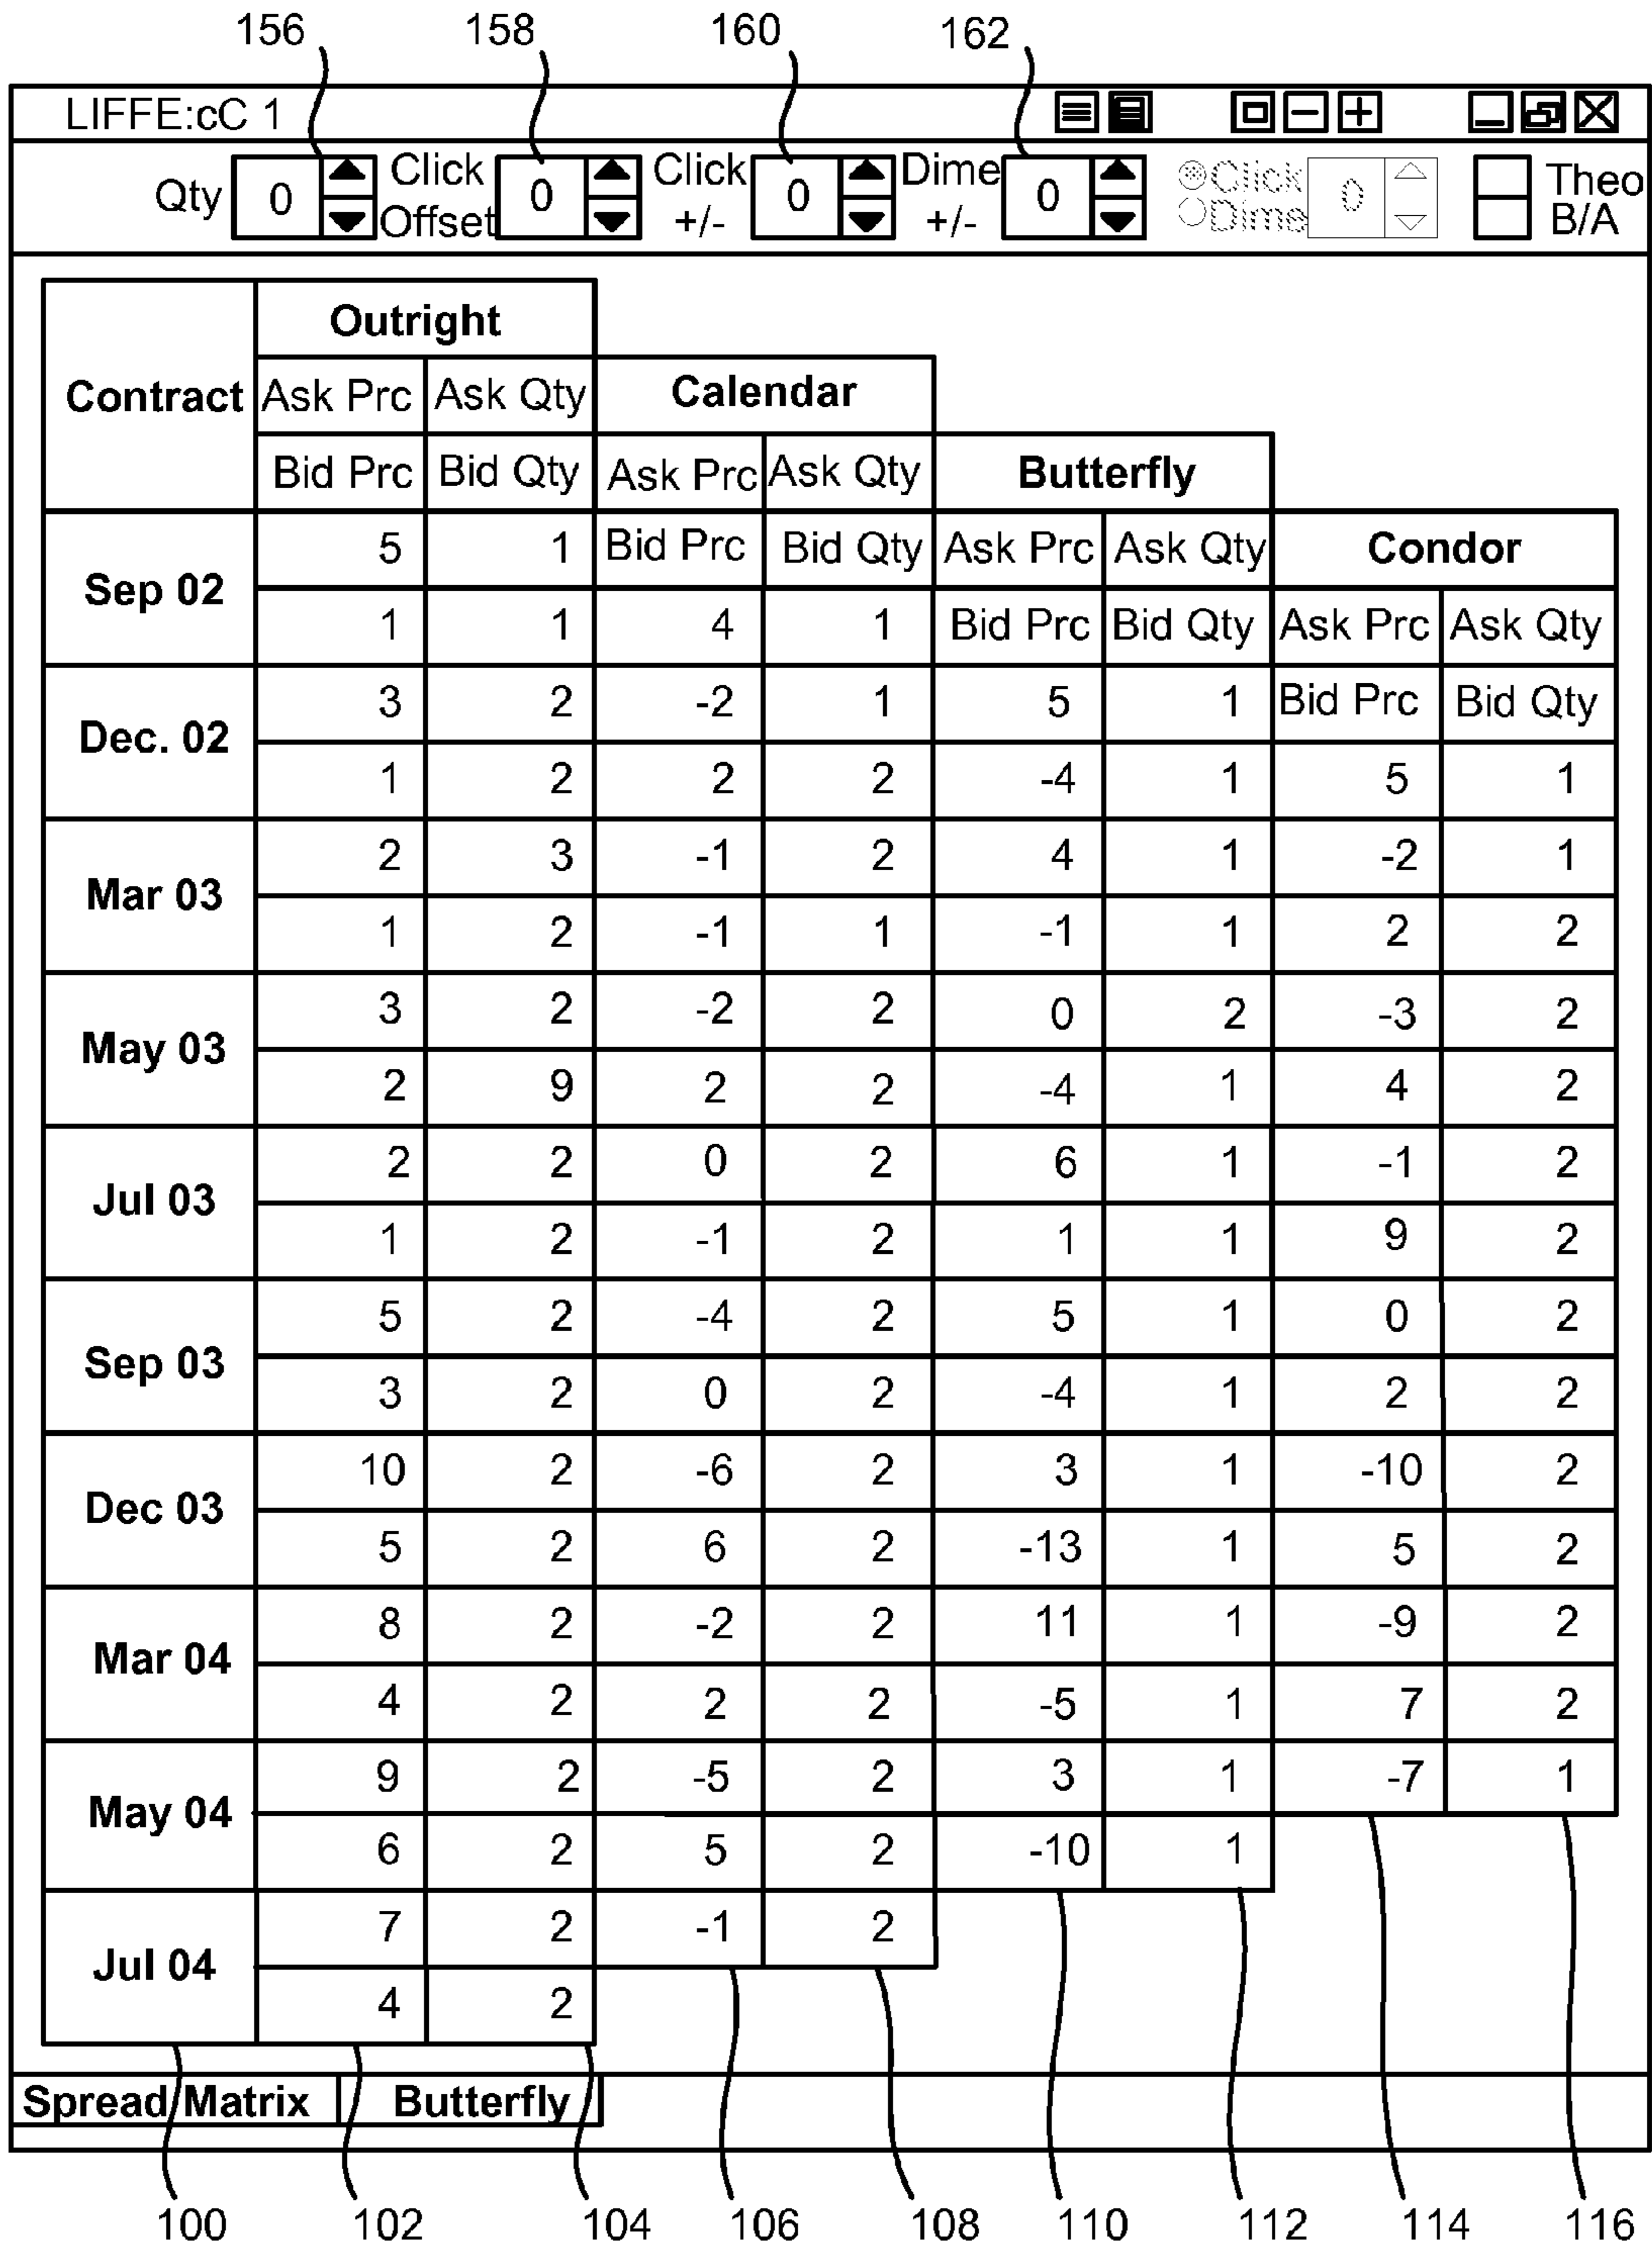 156 158 160 162
LIFFE:cC 1
Qty 0 Click Offset 0 Click +/- 0 Dime +/- 0 Click Dime 0 Theo B/A
Outright
Contract Ask Prc Ask Qty Calendar
Bid Prc Bid Qty Ask Prc Ask Qty Butterfly
Sep 02 5 1 Bid Prc Bid Qty Ask Prc Ask Qty Condor
1 1 4 1 Bid Prc Bid Qty Ask Prc Ask Qty
Dec. 02 3 2 -2 1 5 1 Bid Prc Bid Qty
1 2 2 2 -4 1 5 1
Mar 03 2 3 -1 2 4 1 -2 1
1 2 -1 1 -1 1 2 2
May 03 3 2 -2 2 0 2 -3 2
2 9 2 2 -4 1 4 2
Jul 03 2 2 0 2 6 1 -1 2
1 2 -1 2 1 1 9 2
Sep 03 5 2 -4 2 5 1 0 2
3 2 0 2 -4 1 2 2
Dec 03 10 2 -6 2 3 1 -10 2
5 2 6 2 -13 1 5 2
Mar 04 8 2 -2 2 11 1 -9 2
4 2 2 2 -5 1 7 2
May 04 9 2 -5 2 3 1 -7 1
6 2 5 2 -10 1
Jul 04 7 2 -1 2
4 2
Spread Matrix Butterfly
100 102 104 106 108 110 112 114 116